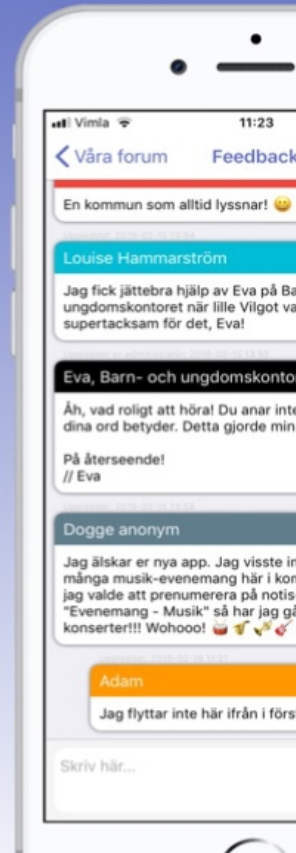 Vimla 11:23
Våra forum Feedback
En kommun som alltid lyssnar! 😀
Louise Hammarström
Jag fick jättebra hjälp av Eva på Ba
ungdomskontoret när lille Vilgot va
supertacksam för det, Eva!
Eva, Barn- och ungdomskontor
Åh, vad roligt att höra! Du anar inte
dina ord betyder. Detta gjorde min
På återseende!
// Eva
Dogge anonym
Jag älskar er nya app. Jag visste in
många musik-evenemang här i kom
jag valde att prenumerera på notis
"Evenemang - Musik" så har jag gå
konserter!!! Wohooo! 🥁 🎷 🎺 🎸
Adam
Jag flyttar inte här ifrån i förs
Skriv här...